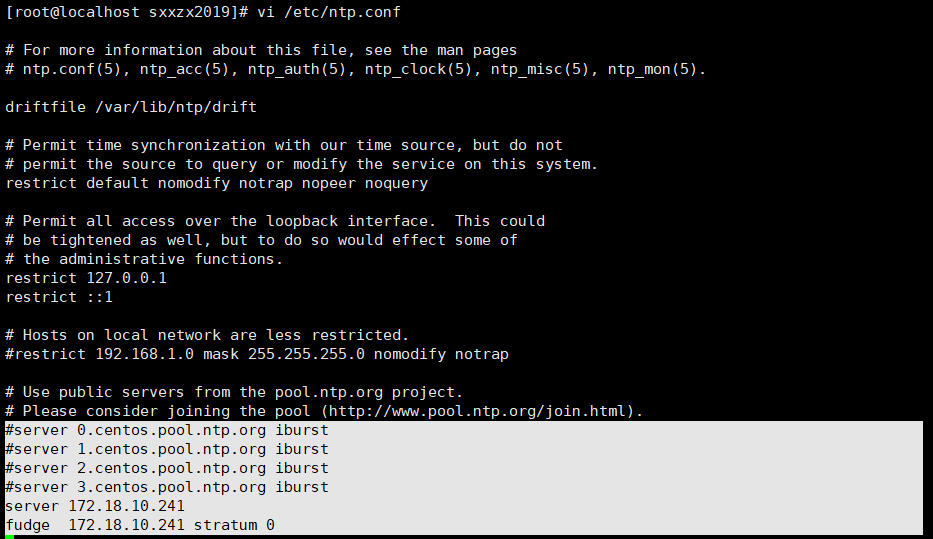 [root@localhost sxxzx2019]# vi /etc/ntp.conf
# For more information about this file, see the man pages
# ntp.conf(5), ntp_acc(5), ntp_auth(5), ntp_clock(5), ntp_misc(5), ntp_mon(5).
driftfile /var/lib/ntp/drift
# Permit time synchronization with our time source, but do not
# permit the source to query or modify the service on this system.
restrict default nomodify notrap nopeer noquery
# Permit all access over the loopback interface.  This could
# be tightened as well, but to do so would effect some of
# the administrative functions.
restrict 127.0.0.1
restrict ::1
# Hosts on local network are less restricted.
#restrict 192.168.1.0 mask 255.255.255.0 nomodify notrap
# Use public servers from the pool.ntp.org project.
# Please consider joining the pool (http://www.pool.ntp.org/join.html).
#server 0.centos.pool.ntp.org iburst
#server 1.centos.pool.ntp.org iburst
#server 2.centos.pool.ntp.org iburst
#server 3.centos.pool.ntp.org iburst
server 172.18.10.241
fudge  172.18.10.241 stratum 0